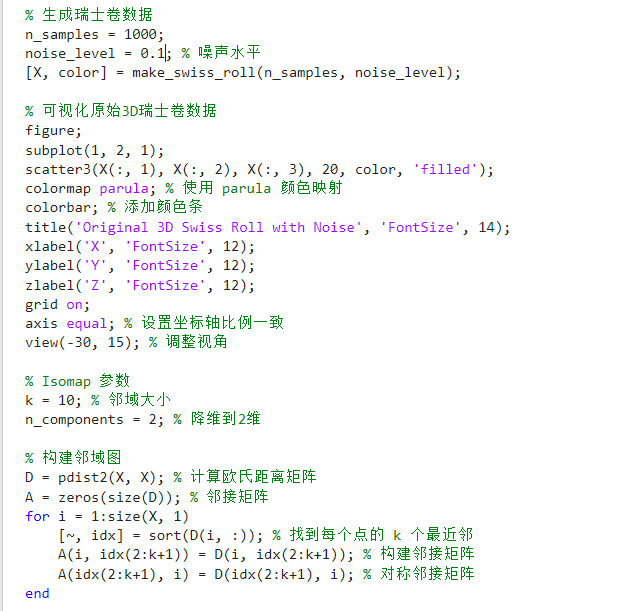 % 生成瑞士卷数据
n_samples = 1000;
noise_level = 0.1; % 噪声水平
[X, color] = make_swiss_roll(n_samples, noise_level);
% 可视化原始3D瑞士卷数据
figure;
subplot(1, 2, 1);
scatter3(X(:, 1), X(:, 2), X(:, 3), 20, color, 'filled');
colormap parula; % 使用 parula 颜色映射
colorbar; % 添加颜色条
title('Original 3D Swiss Roll with Noise', 'FontSize', 14);
xlabel('X', 'FontSize', 12);
ylabel('Y', 'FontSize', 12);
zlabel('Z', 'FontSize', 12);
grid on;
axis equal; % 设置坐标轴比例一致
view(-30, 15); % 调整视角
% Isomap 参数
k = 10; % 邻域大小
n_components = 2; % 降维到2维
% 构建邻域图
D = pdist2(X, X); % 计算欧氏距离矩阵
A = zeros(size(D)); % 邻接矩阵
for i = 1:size(X, 1)
    [~, idx] = sort(D(i, :)); % 找到每个点的 k 个最近邻
    A(i, idx(2:k+1)) = D(i, idx(2:k+1)); % 构建邻接矩阵
    A(idx(2:k+1), i) = D(idx(2:k+1), i); % 对称邻接矩阵
end